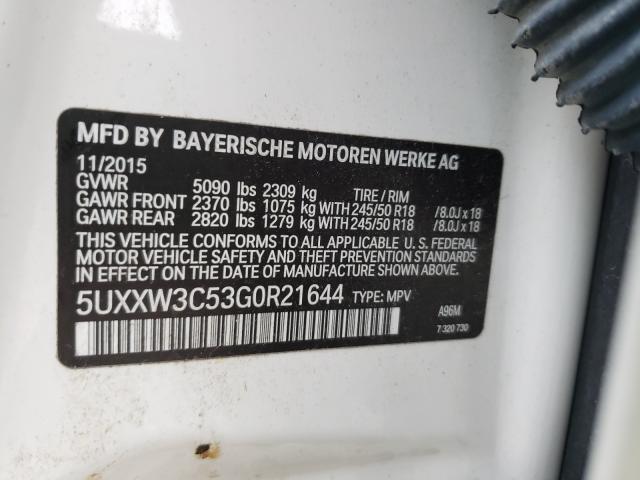 MFD BY BAYERISCHE MOTOREN WERKE AG
11/2015
GVWR 5090 lbs 2309 kg TIRE / RIM
GAWR FRONT 2370 lbs 1075 kg WITH 245/50 R18 /8.0J x 18
GAWR REAR 2820 lbs 1279 kg WITH 245/50 R18 /8.0J x 18
THIS VEHICLE CONFORMS TO ALL APPLICABLE U. S. FEDERAL
MOTOR VEHICLE SAFETY AND THEFT PREVENTION STANDARDS
IN EFFECT ON THE DATE OF MANUFACTURE SHOWN ABOVE.
5UXXW3C53G0R21644 TYPE: MPV
A96M
7 320 730